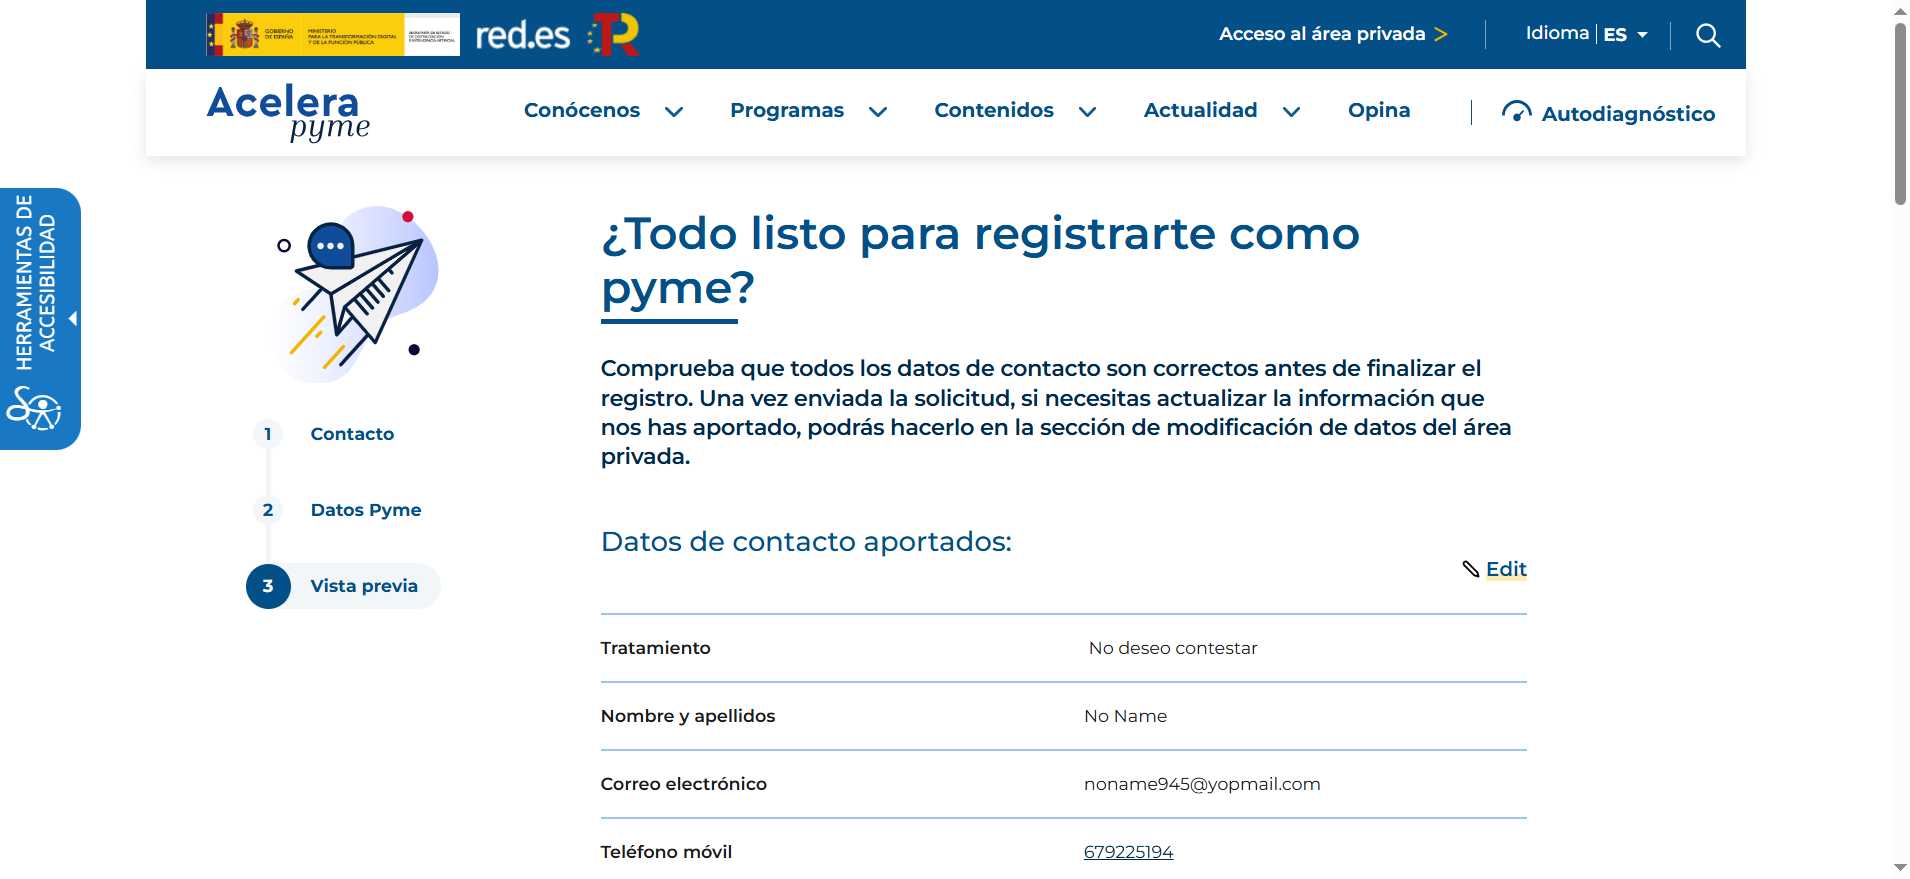 GOBIERNO
DE ESPAÑA
MINISTERIO
PARA LA TRANSFORMACIÓN DIGITAL
Y DE LA FUNCIÓN PÚBLICA
red.es
Acceso al área privada >
Idioma
ES
Acelera
pyme
Conócenos
Programas
Contenidos
Actualidad
Opina
Autodiagnóstico
HERRAMIENTAS DE
ACCESIBILIDAD
1 Contacto
2 Datos Pyme
3 Vista previa
¿Todo listo para registrarte como
pyme?
Comprueba que todos los datos de contacto son correctos antes de finalizar el
registro. Una vez enviada la solicitud, si necesitas actualizar la información que
nos has aportado, podrás hacerlo en la sección de modificación de datos del área
privada.
Datos de contacto aportados:
Edit
Tratamiento No deseo contestar
Nombre y apellidos No Name
Correo electrónico noname945@yopmail.com
Teléfono móvil 679225194